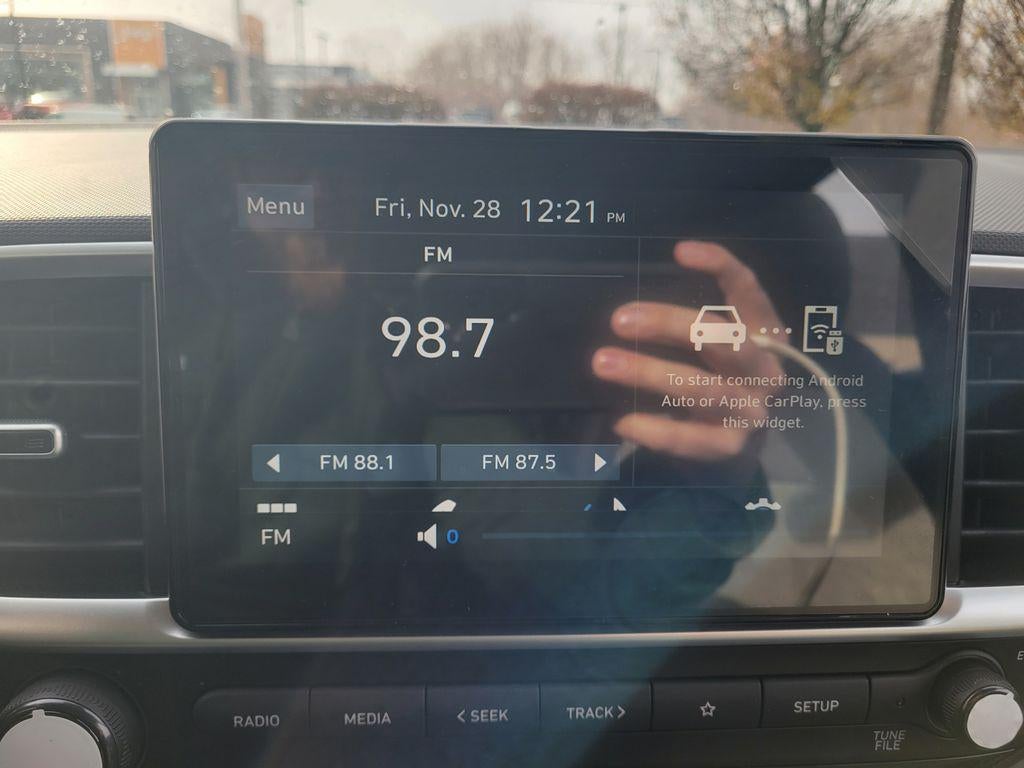 Menu
Fri, Nov. 28 12:21 PM
FM
98.7
To start connecting Android
Auto or Apple CarPlay, press
this widget.
FM 88.1
FM 87.5
FM
0
RADIO
MEDIA
< SEEK
TRACK >
SETUP
TUNE
FILE